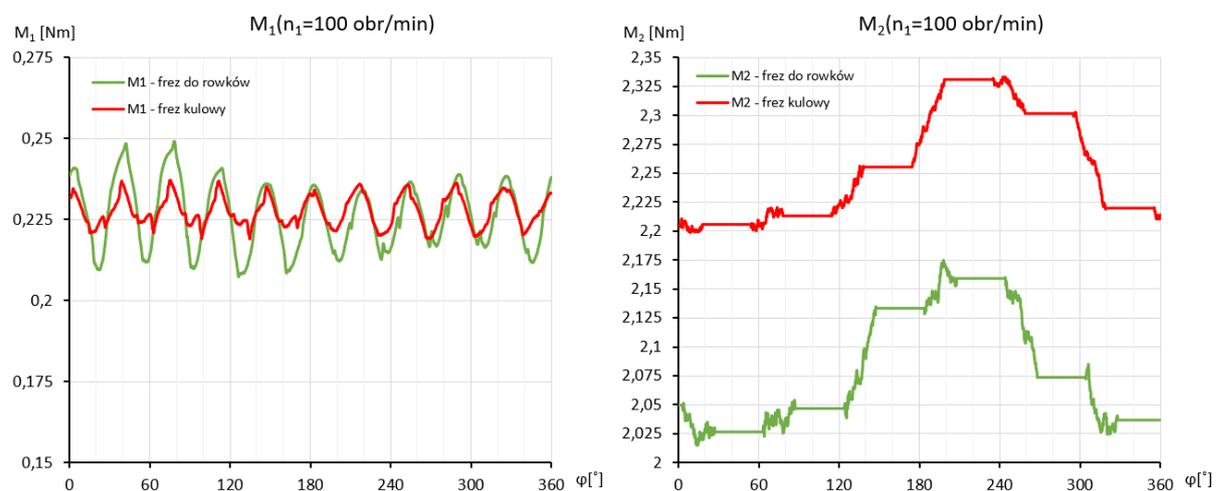 M₁(n₁=100 obr/min)
M₁ [Nm]
M1 - frez do rowków
M1 - frez kulowy
0,275
0,25
0,225
0,2
0,175
0,15
0 60 120 180 240 300 360
φ[˚]
M₂(n₁=100 obr/min)
M₂ [Nm]
M2 - frez do rowków
M2 - frez kulowy
2,35
2,325
2,3
2,275
2,25
2,225
2,2
2,175
2,15
2,125
2,1
2,075
2,05
2,025
2
0 60 120 180 240 300 360
φ[˚]